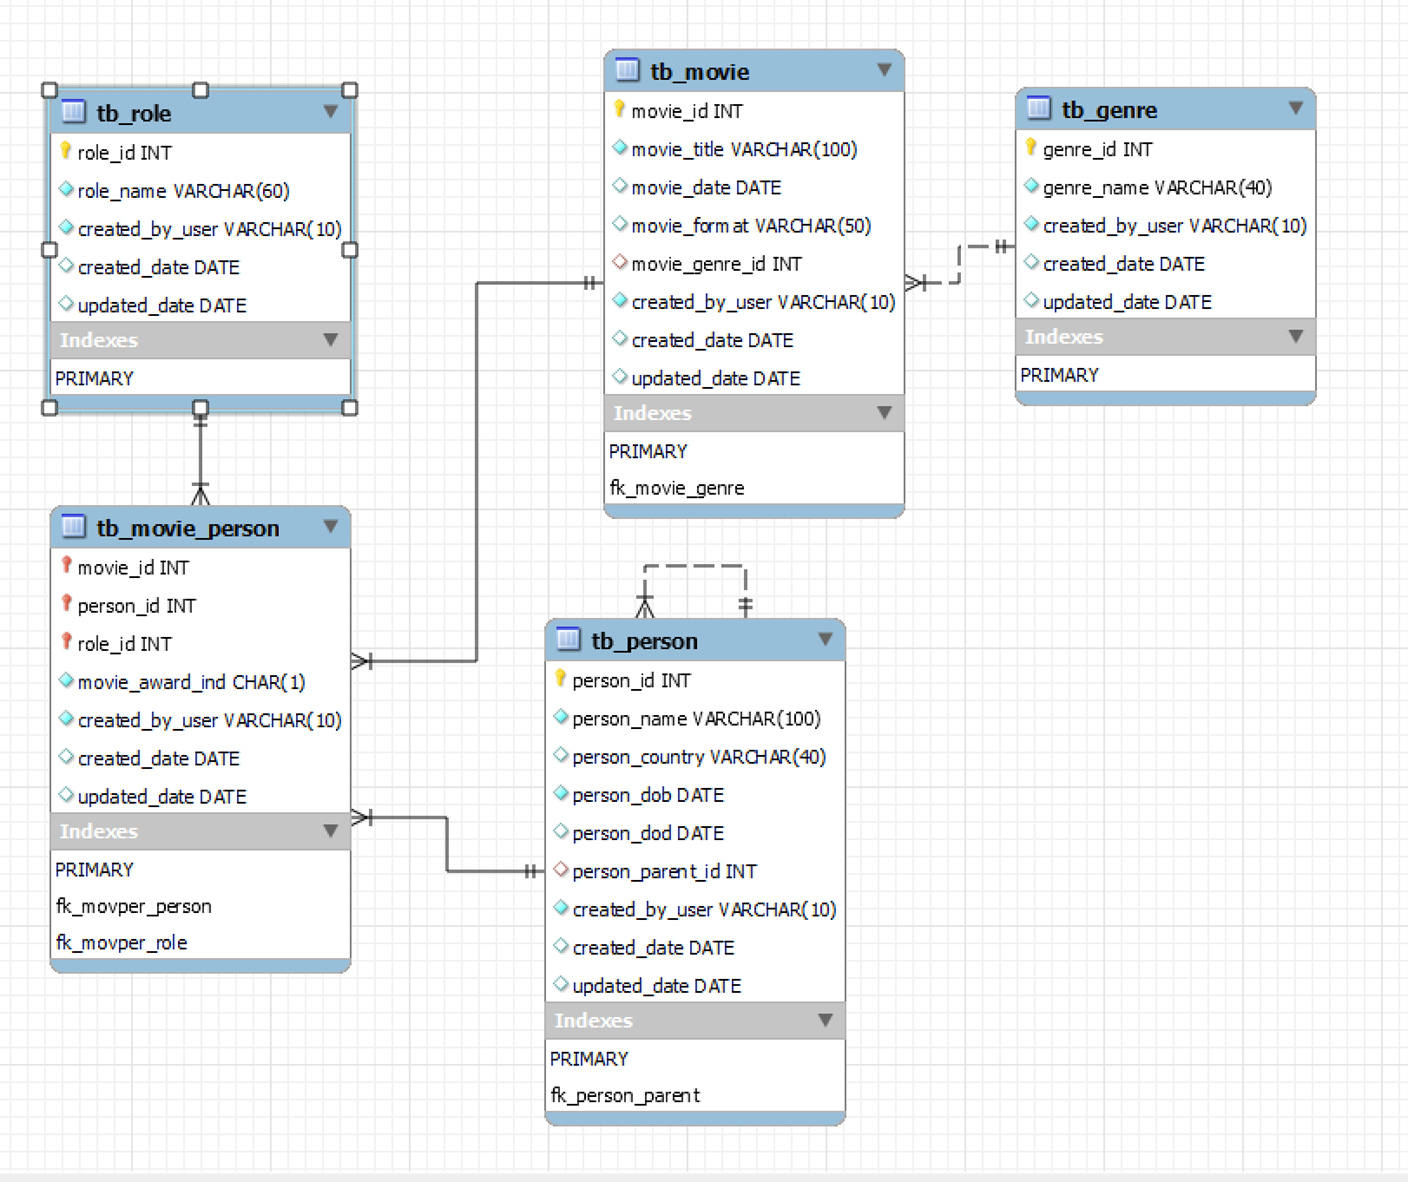 tb_role
role_id INT
role_name VARCHAR(60)
created_by_user VARCHAR(10)
created_date DATE
updated_date DATE
Indexes
PRIMARY
tb_movie
movie_id INT
movie_title VARCHAR(100)
movie_date DATE
movie_format VARCHAR(50)
movie_genre_id INT
created_by_user VARCHAR(10)
created_date DATE
updated_date DATE
Indexes
PRIMARY
fk_movie_genre
tb_genre
genre_id INT
genre_name VARCHAR(40)
created_by_user VARCHAR(10)
created_date DATE
updated_date DATE
Indexes
PRIMARY
tb_movie_person
movie_id INT
person_id INT
role_id INT
movie_award_ind CHAR(1)
created_by_user VARCHAR(10)
created_date DATE
updated_date DATE
Indexes
PRIMARY
fk_movper_person
fk_movper_role
tb_person
person_id INT
person_name VARCHAR(100)
person_country VARCHAR(40)
person_dob DATE
person_dod DATE
person_parent_id INT
created_by_user VARCHAR(10)
created_date DATE
updated_date DATE
Indexes
PRIMARY
fk_person_parent